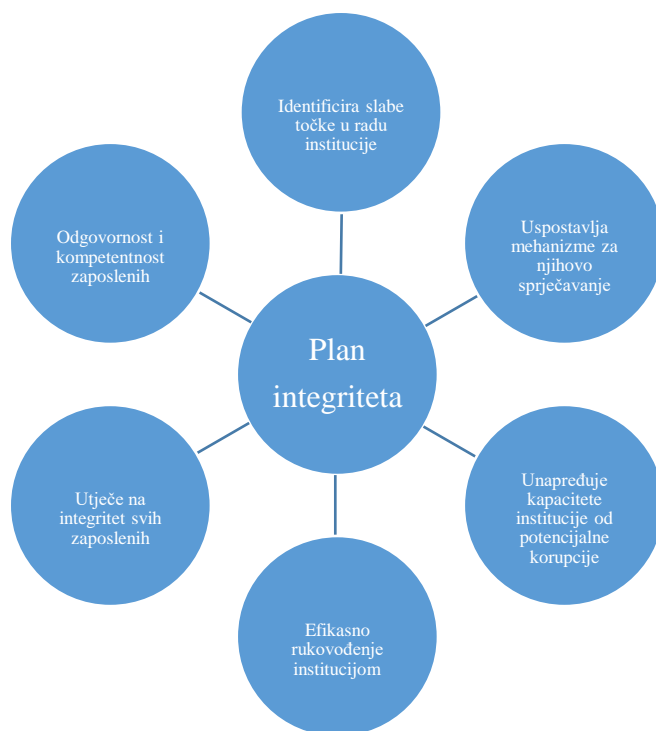 Identificira slabe
točke u radu
institucije
Uspostavlja
mehanizme za
njihovo
sprječavanje
Unapređuje
kapacitete
institucije od
potencijalne
korupcije
Efikasno
rukovođenje
institucijom
Utječe na
integritet svih
zaposlenih
Odgovornost i
kompetentnost
zaposlenih
Plan
integriteta